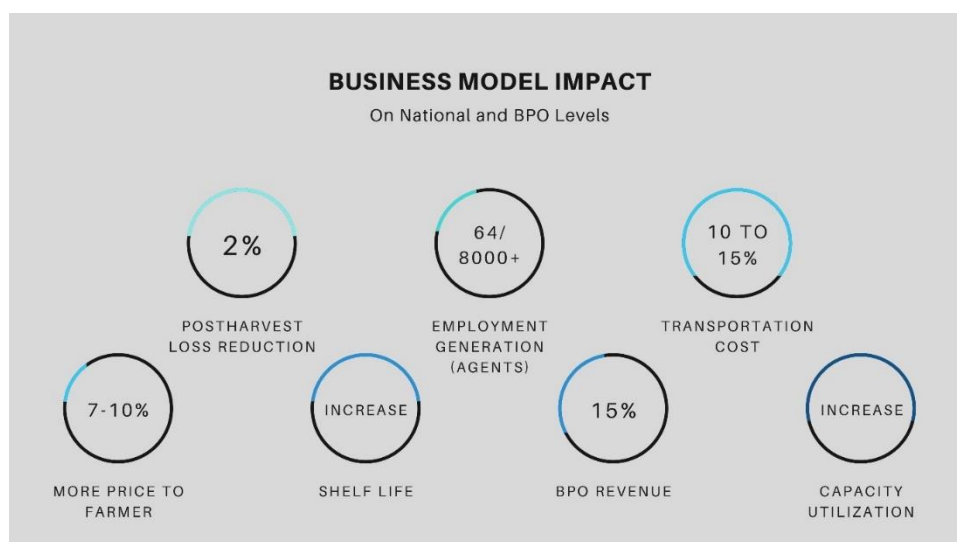 BUSINESS MODEL IMPACT
On National and BPO Levels
2%
POSTHARVEST
LOSS REDUCTION
64/
8000+
EMPLOYMENT
GENERATION
(AGENTS)
10 TO
15%
TRANSPORTATION
COST
7-10%
MORE PRICE TO
FARMER
INCREASE
SHELF LIFE
15%
BPO REVENUE
INCREASE
CAPACITY
UTILIZATION